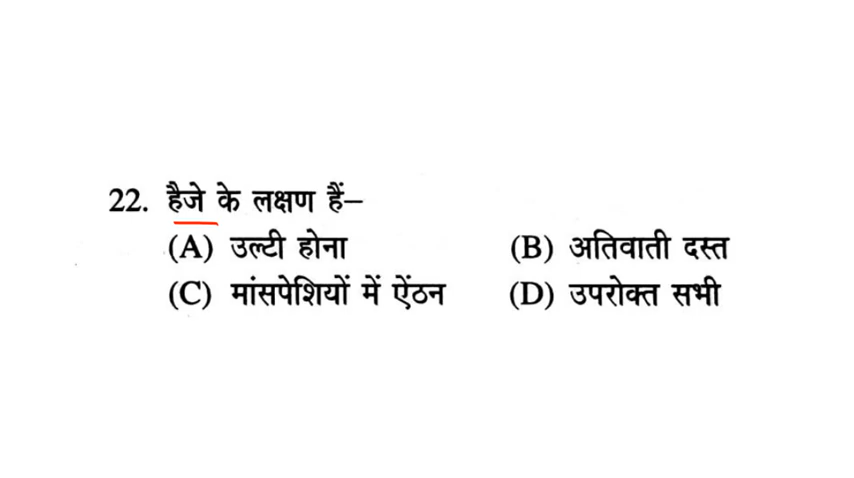 22. हैजे के लक्षण हैं–
(A) उल्टी होना (B) अतिवाती दस्त
(C) मांसपेशियों में ऐंठन (D) उपरोक्त सभी